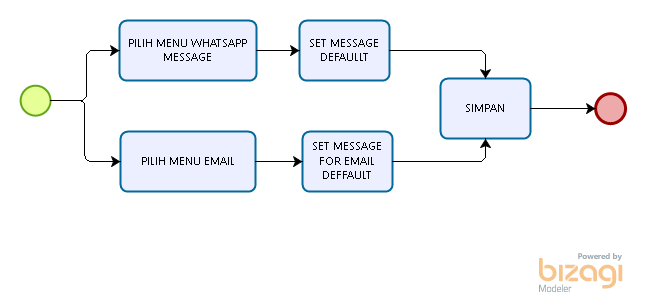 PILIH MENU WHATSAPP
MESSAGE
SET MESSAGE
DEFAULLT
SIMPAN
PILIH MENU EMAIL
SET MESSAGE
FOR EMAIL
DEFFAULT
Powered by
bizagi
Modeler